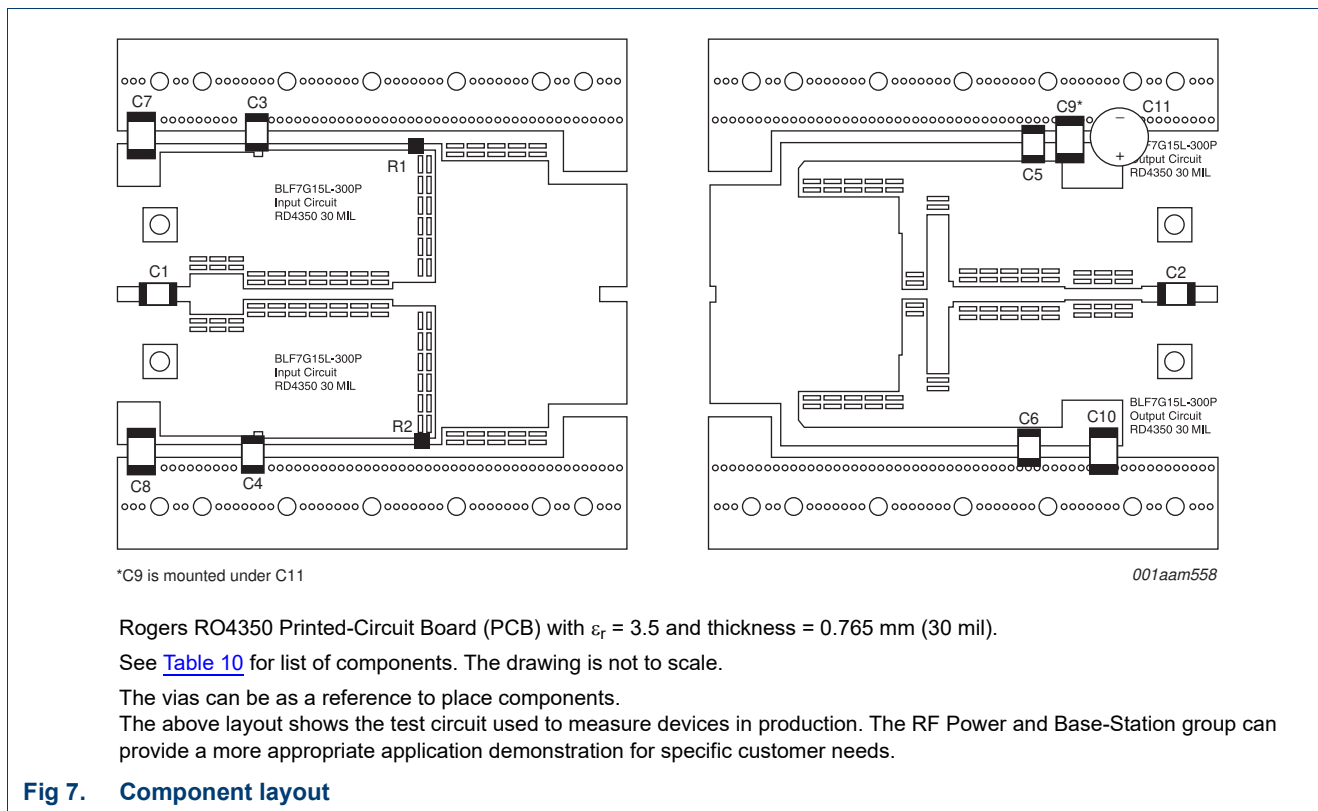 C7
C3
R1
BLF7G15L-300P
Input Circuit
RD4350 30 MIL
C1
BLF7G15L-300P
Input Circuit
RD4350 30 MIL
R2
C8
C4
C9*
C11
−
+
C5
BLF7G15L-300P
Output Circuit
RD4350 30 MIL
C2
BLF7G15L-300P
Output Circuit
RD4350 30 MIL
C6
C10
*C9 is mounted under C11
001aam558
Rogers RO4350 Printed-Circuit Board (PCB) with εr = 3.5 and thickness = 0.765 mm (30 mil).
See Table 10 for list of components. The drawing is not to scale.
The vias can be as a reference to place components.
The above layout shows the test circuit used to measure devices in production. The RF Power and Base-Station group can
provide a more appropriate application demonstration for specific customer needs.
Fig 7. Component layout